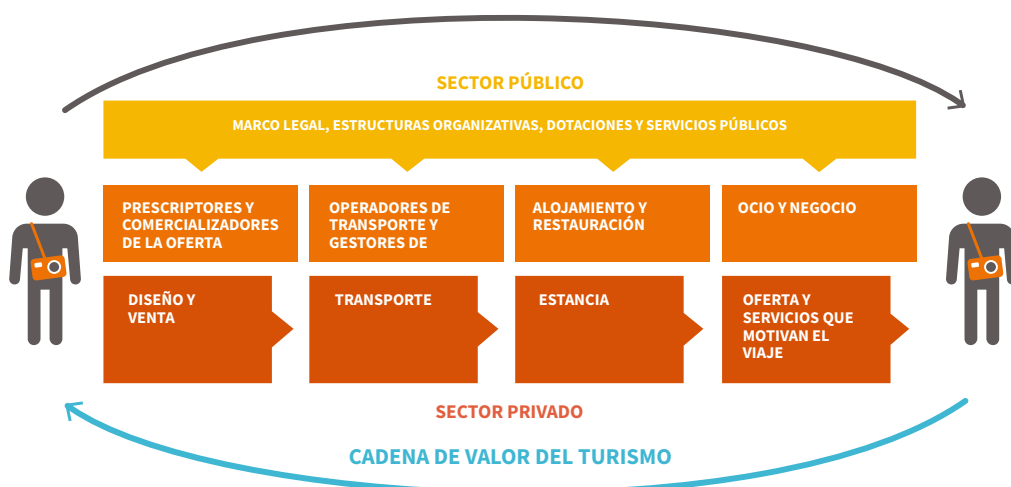 SECTOR PÚBLICO
MARCO LEGAL, ESTRUCTURAS ORGANIZATIVAS, DOTACIONES Y SERVICIOS PÚBLICOS
PRESCRIPTORES Y
COMERCIALIZADORES
DE LA OFERTA
OPERADORES DE
TRANSPORTE Y
GESTORES DE
ALOJAMIENTO Y
RESTAURACIÓN
OCIO Y NEGOCIO
DISEÑO Y
VENTA
TRANSPORTE
ESTANCIA
OFERTA Y
SERVICIOS QUE
MOTIVAN EL
VIAJE
SECTOR PRIVADO
CADENA DE VALOR DEL TURISMO